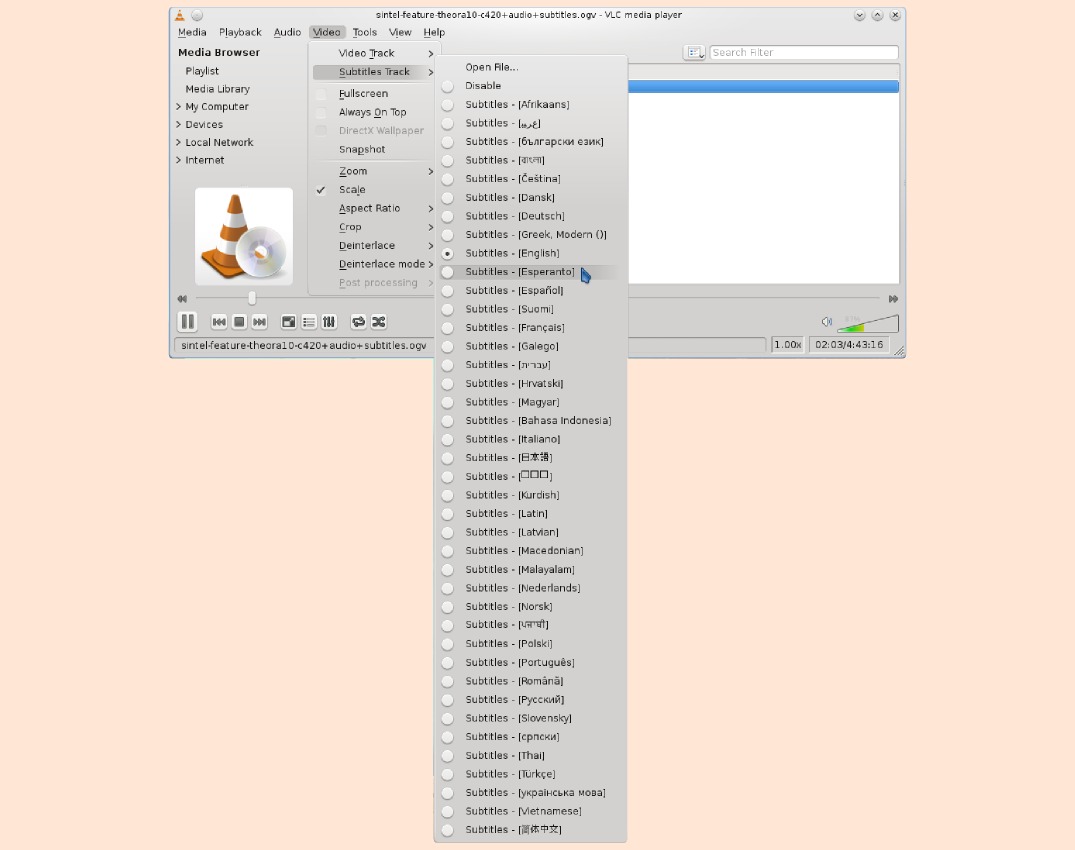 sintel-feature-theora10-c420+audio+subtitles.ogv - VLC media player
Media Playback Audio Video Tools View Help
Media Browser
Playlist
Media Library
My Computer
Devices
Local Network
Internet
Video Track
Subtitles Track
Fullscreen
Always On Top
DirectX Wallpaper
Snapshot
Zoom
Scale
Aspect Ratio
Crop
Deinterlace
Deinterlace mode
Post processing
Open File...
Disable
Subtitles - [Afrikaans]
Subtitles - [عربي]
Subtitles - [български език]
Subtitles - [বাংলা]
Subtitles - [Čeština]
Subtitles - [Dansk]
Subtitles - [Deutsch]
Subtitles - [Greek, Modern ()]
Subtitles - [English]
Subtitles - [Esperanto]
Subtitles - [Español]
Subtitles - [Suomi]
Subtitles - [Français]
Subtitles - [Galego]
Subtitles - [עברית]
Subtitles - [Hrvatski]
Subtitles - [Magyar]
Subtitles - [Bahasa Indonesia]
Subtitles - [Italiano]
Subtitles - [日本語]
Subtitles - [□□□]
Subtitles - [Kurdish]
Subtitles - [Latin]
Subtitles - [Latvian]
Subtitles - [Macedonian]
Subtitles - [Malayalam]
Subtitles - [Nederlands]
Subtitles - [Norsk]
Subtitles - [ਪਜਾਬੀ]
Subtitles - [Polski]
Subtitles - [Português]
Subtitles - [Română]
Subtitles - [Русский]
Subtitles - [Slovensky]
Subtitles - [српски]
Subtitles - [Thai]
Subtitles - [Türkçe]
Subtitles - [українська мова]
Subtitles - [Vietnamese]
Subtitles - [简体中文]
Search Filter
sintel-feature-theora10-c420+audio+subtitles.ogv
1.00x
02:03/4:43:16